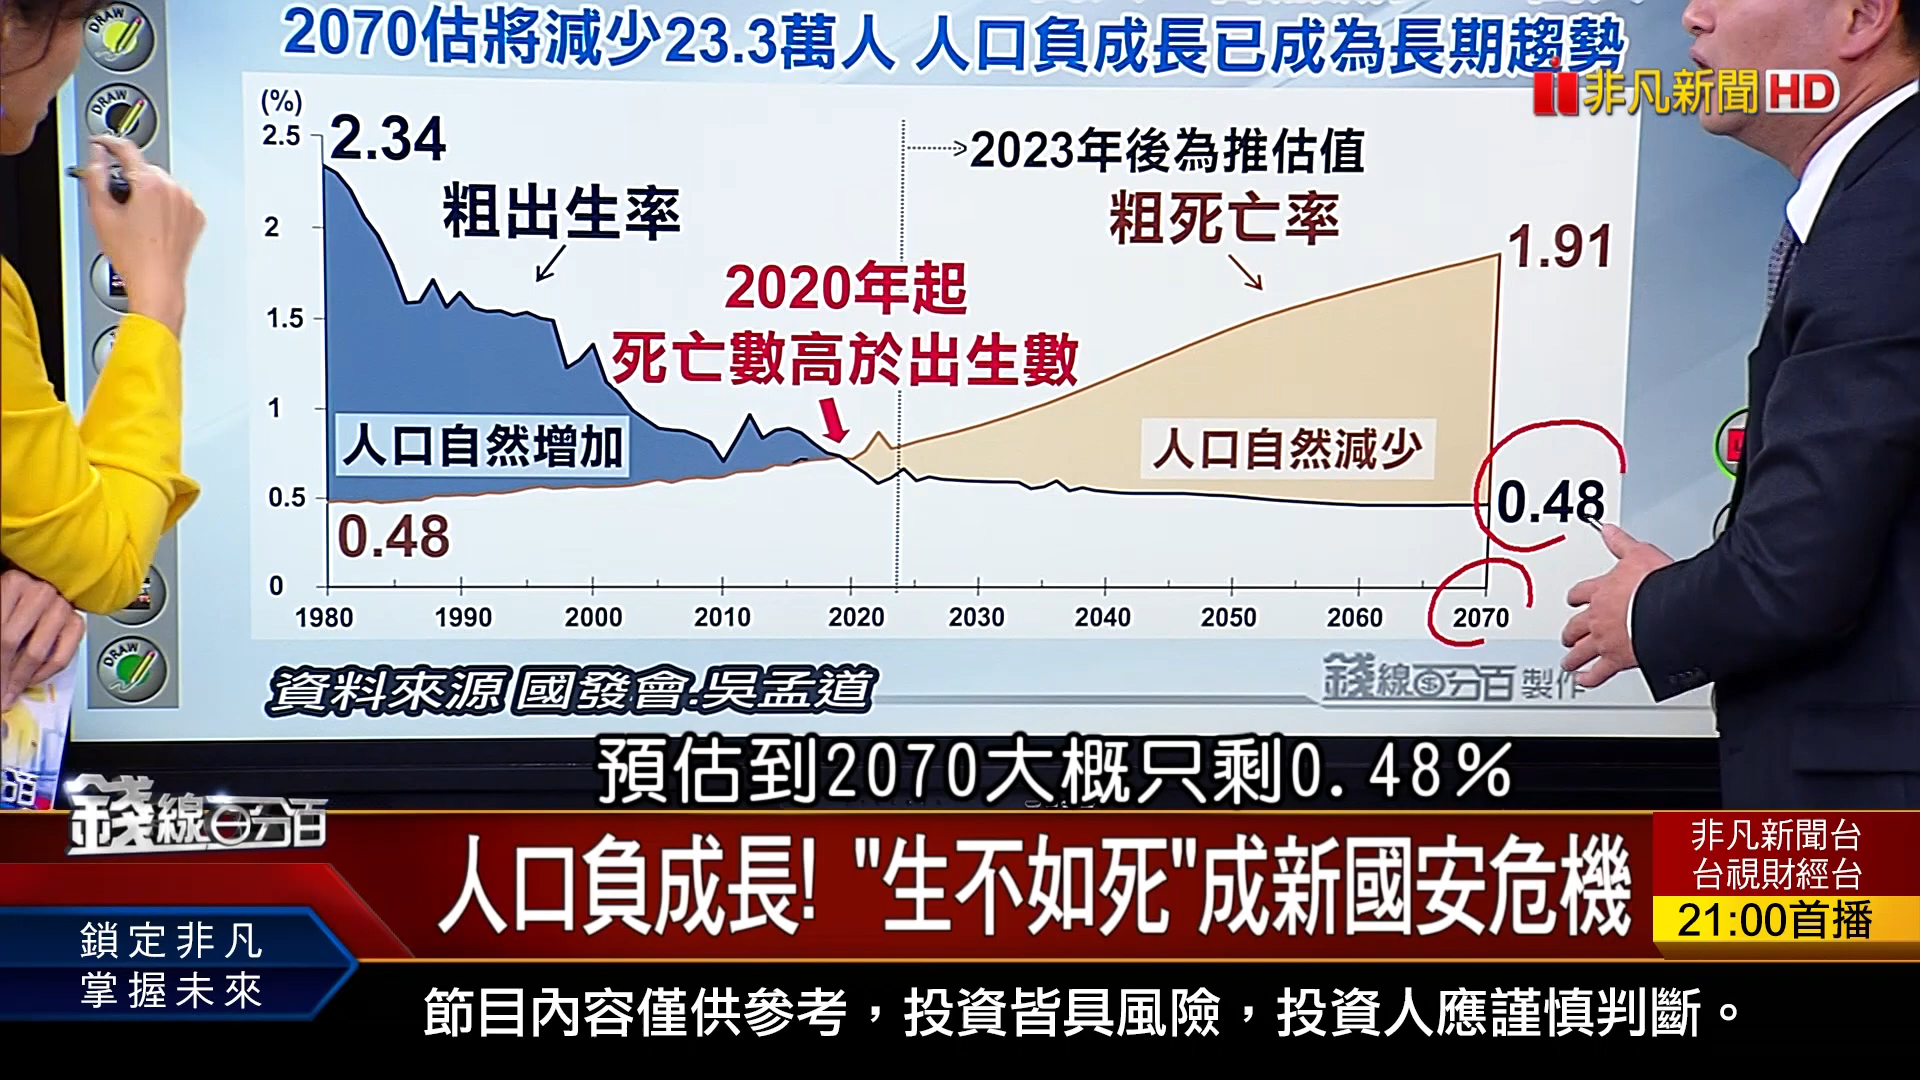 2070估將減少23.3萬人 人口負成長已成為長期趨勢
非凡新聞HD
DRAW
DRAW
(%)
2.5
2.34
2023年後為推估值
粗出生率
粗死亡率
2
1.91
2020年起
死亡數高於出生數
1.5
1
人口自然增加
人口自然減少
0.5
0.48
0.48
0
1980 1990 2000 2010 2020 2030 2040 2050 2060 2070
DRAW
資料來源 國發會.吳孟道
錢線百分百 製作
預估到2070大概只剩0.48%
錢線百分百
人口負成長! "生不如死"成新國安危機
非凡新聞台
台視財經台
21:00首播
鎖定非凡
掌握未來
節目內容僅供參考，投資皆具風險，投資人應謹慎判斷。